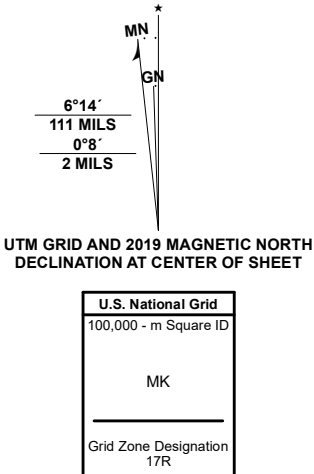 MN
GN
6°14´
111 MILS
0°8´
2 MILS
UTM GRID AND 2019 MAGNETIC NORTH
DECLINATION AT CENTER OF SHEET
U.S. National Grid
100,000 - m Square ID
MK
Grid Zone Designation
17R